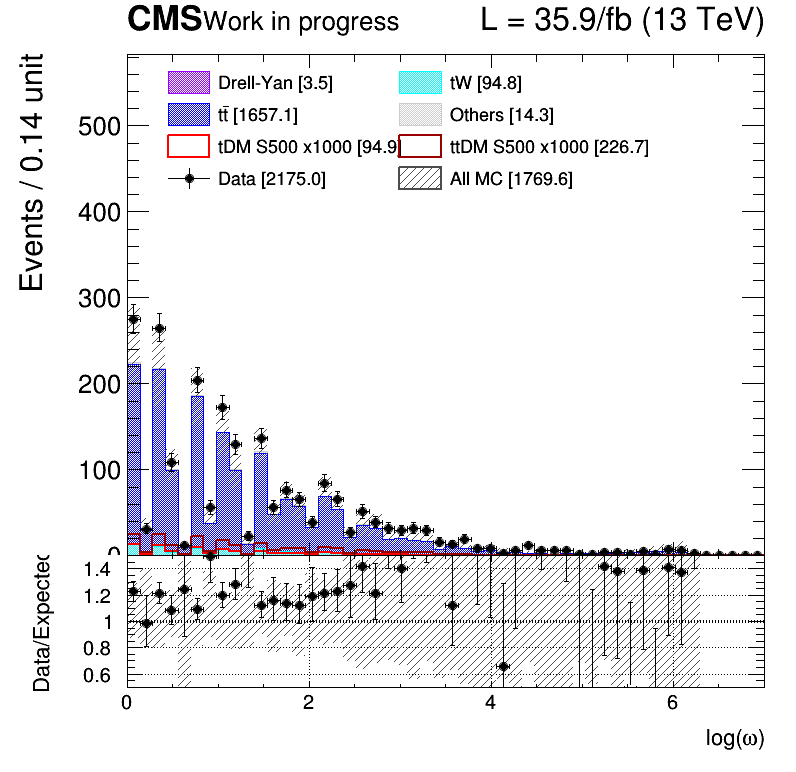 CMS Work in progress L = 35.9/fb (13 TeV)
Events / 0.14 unit
Drell-Yan [3.5] tW [94.8]
tt̄ [1657.1] Others [14.3]
tDM S500 x1000 [94.9] ttDM S500 x1000 [226.7]
Data [2175.0] All MC [1769.6]
500
400
300
200
100
0
Data/Expected
1.4
1.2
1
0.8
0.6
0 2 4 6
log(ω)